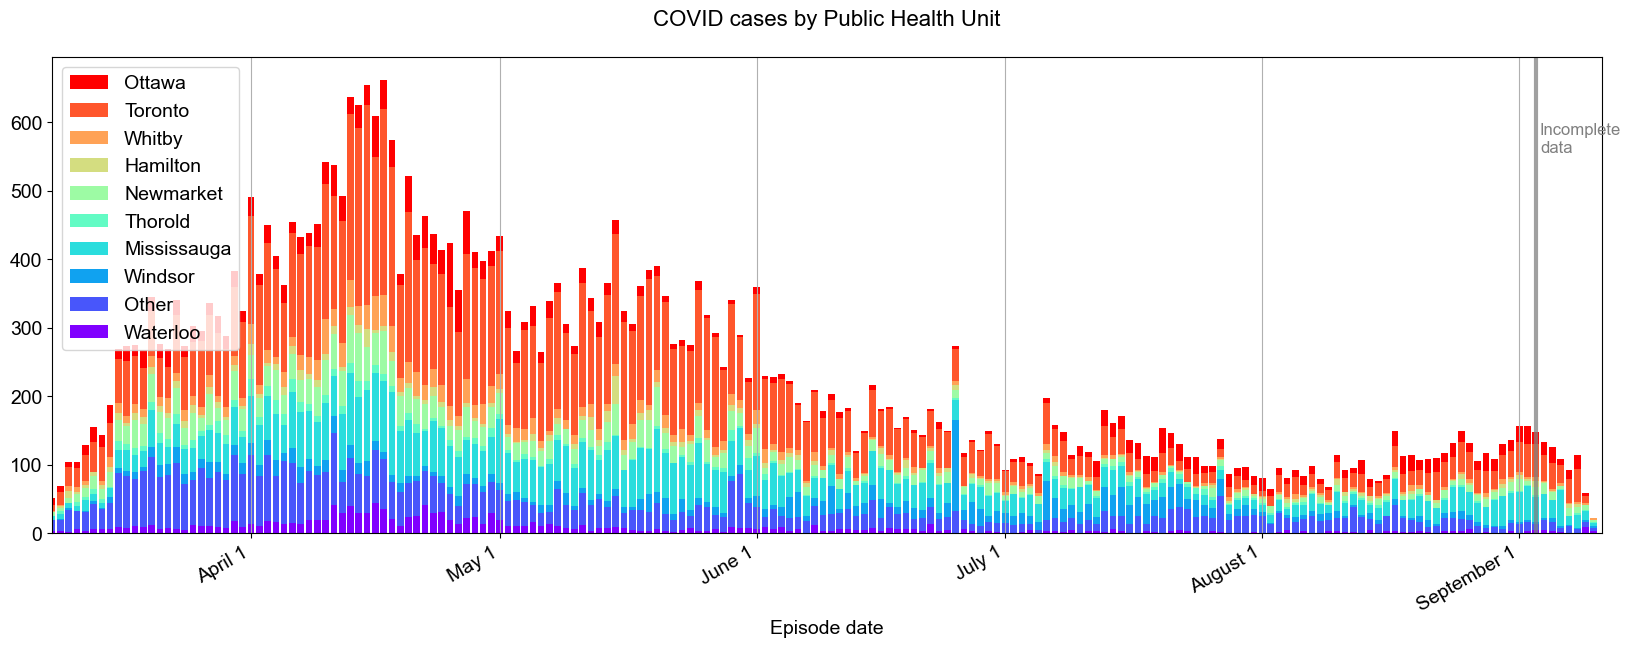 COVID cases by Public Health Unit
Ottawa
Toronto
Whitby
Hamilton
Newmarket
Thorold
Mississauga
Windsor
Other
Waterloo
600
500
400
300
200
100
0
Incomplete
data
April 1
May 1
June 1
July 1
August 1
September 1
Episode date